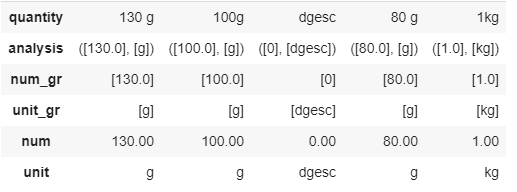 quantity 130 g 100g dgesc 80 g 1kg
analysis ([130.0], [g]) ([100.0], [g]) ([0], [dgesc]) ([80.0], [g]) ([1.0], [kg])
num_gr [130.0] [100.0] [0] [80.0] [1.0]
unit_gr [g] [g] [dgesc] [g] [kg]
num 130.00 100.00 0.00 80.00 1.00
unit g g dgesc g kg